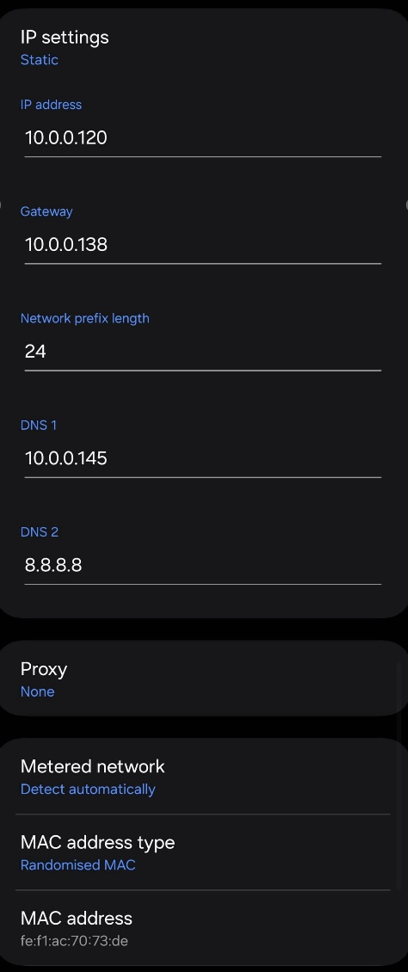 IP settings
Static
IP address
10.0.0.120
Gateway
10.0.0.138
Network prefix length
24
DNS 1
10.0.0.145
DNS 2
8.8.8.8
Proxy
None
Metered network
Detect automatically
MAC address type
Randomised MAC
MAC address
fe:f1:ac:70:73:de